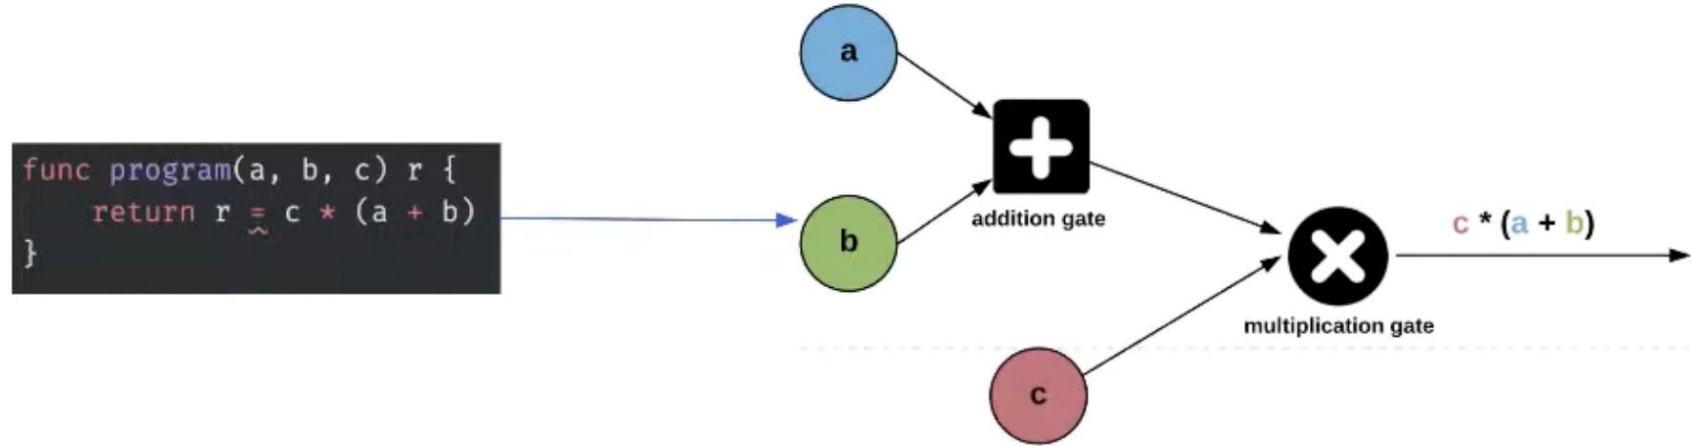 func program(a, b, c) r {
return r = c * (a + b)
}
a
b
addition gate
c * (a + b)
multiplication gate
c